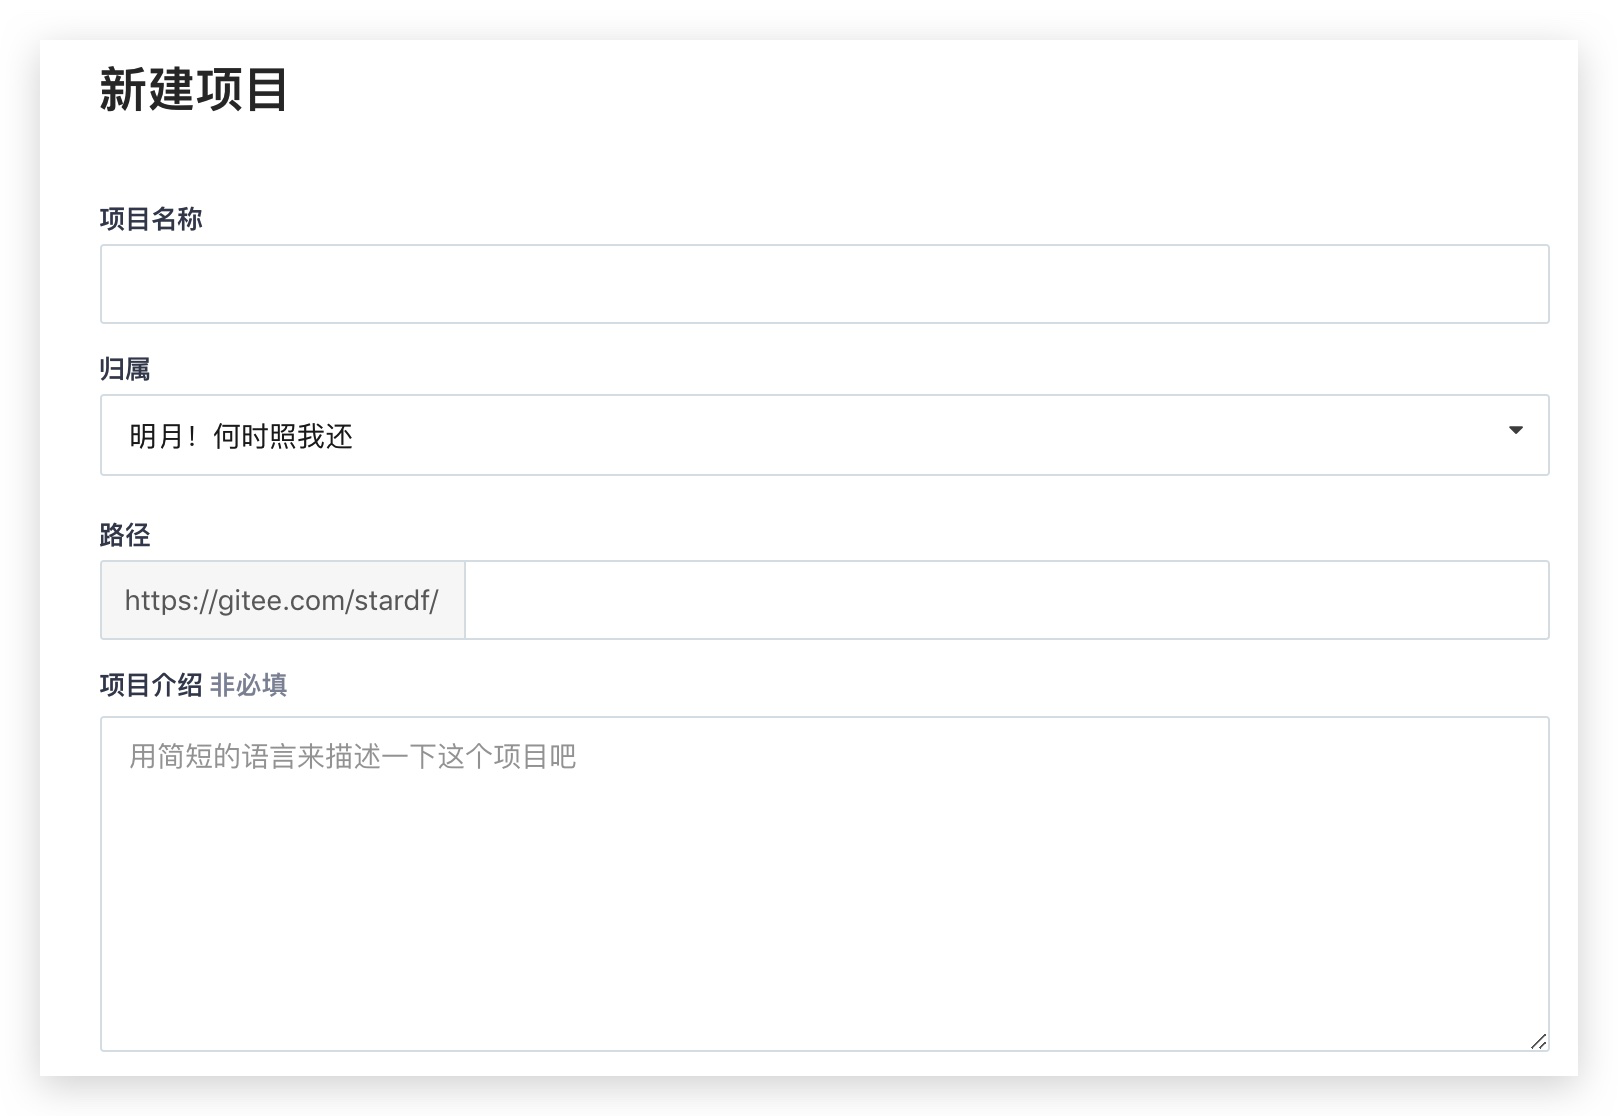 新建项目
项目名称
归属
明月！何时照我还
路径
https://gitee.com/stardf/
项目介绍 非必填
用简短的语言来描述一下这个项目吧